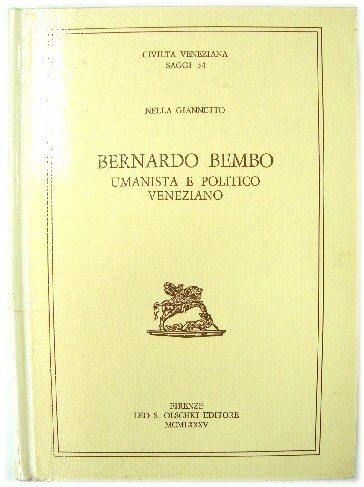 CIVILTÀ VENEZIANA
SAGGI 34
NELLA GIANNETTO
BERNARDO BEMBO
UMANISTA E POLITICO
VENEZIANO
FIRENZE
LEO S. OLSCHKI EDITORE
MCMLXXXV